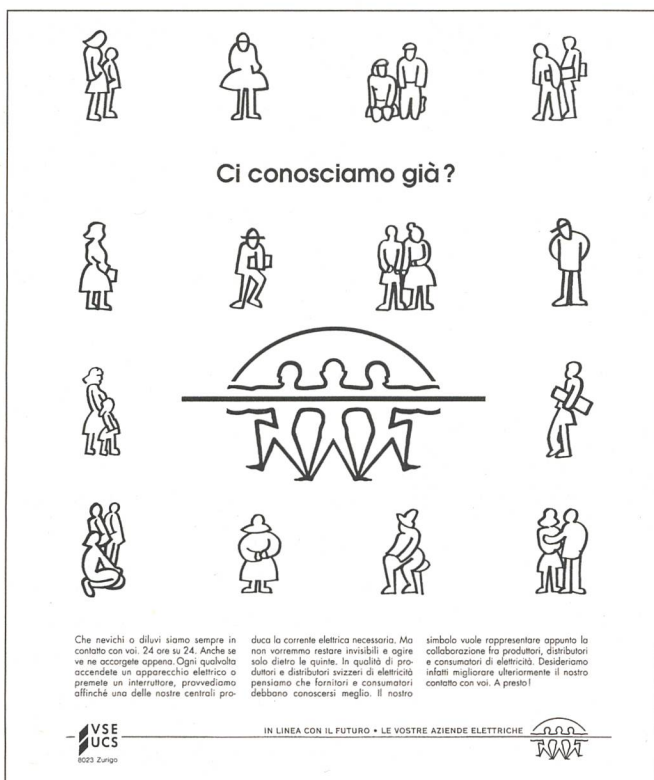 Ci conosciamo già?
Che nevichi o diluvi siamo sempre in
contatto con voi. 24 ore su 24. Anche se
ve ne accorgete appena. Ogni qualvolta
accendete un apparecchio elettrico o
premete un interruttore, provvediamo
affinché una delle nostre centrali pro-
duca la corrente elettrica necessaria. Ma
non vorremmo restare invisibili e agire
solo dietro le quinte. In qualità di pro-
duttori e distributori svizzeri di elettricità
pensiamo che fornitori e consumatori
debbano conoscersi meglio. Il nostro
simbolo vuole rappresentare appunto la
collaborazione fra produttori, distributori
e consumatori di elettricità. Desideriamo
infatti migliorare ulteriormente il nostro
contatto con voi. A presto!
VSE
UCS
8023 Zurigo
IN LINEA CON IL FUTURO • LE VOSTRE AZIENDE ELETTRICHE